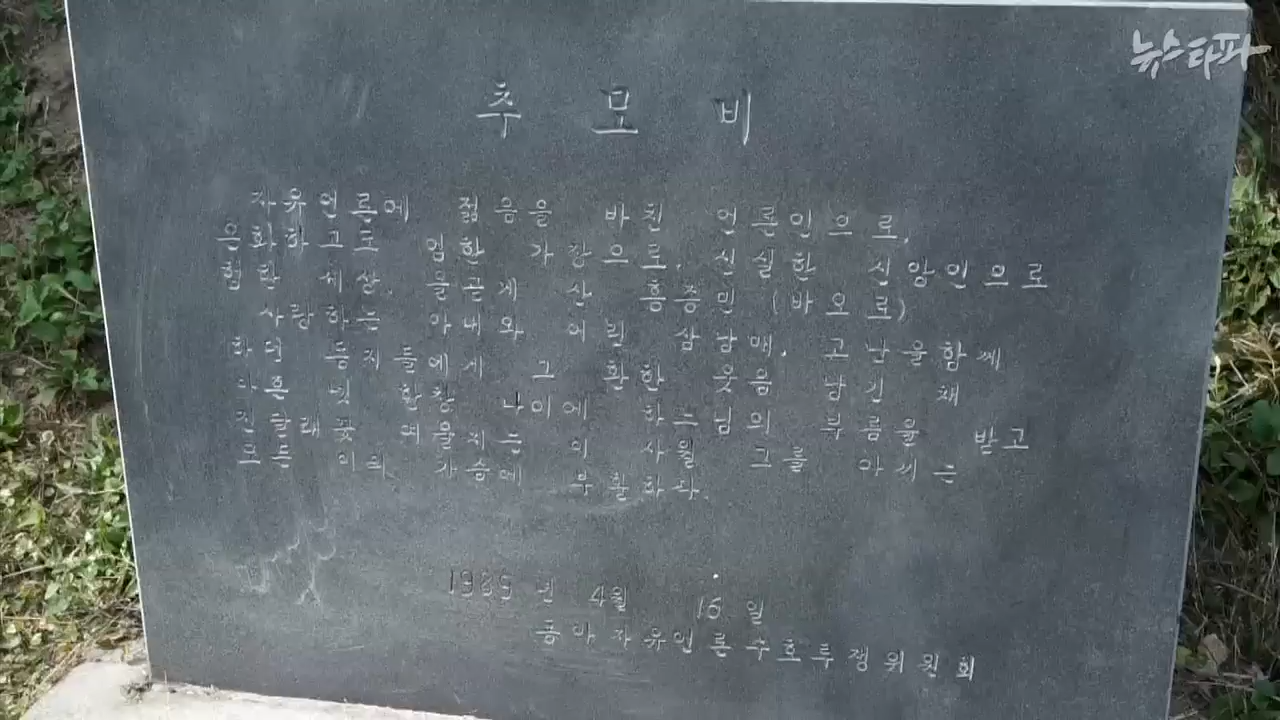 뉴스타파
추 모 비
자유언론에 젊음을 바친 언론인으로,
온화하고도 엄한 가장으로, 신실한 신앙인으로
험한 세상, 올곧게 산 홍종민 (바오로)
사랑하는 아내와 어린 삼남매, 고난을함께
하던 동지들에게 그 환한 웃음 남긴 채
마흔 넷 한창 나이에 하느님의 부름을 받고
진달래꽃 여울지는 이 사월 그를 아쉬는
모든 이의 가슴에 부활하다.
년 4월 16 일
동아자유언론수호투쟁위원회